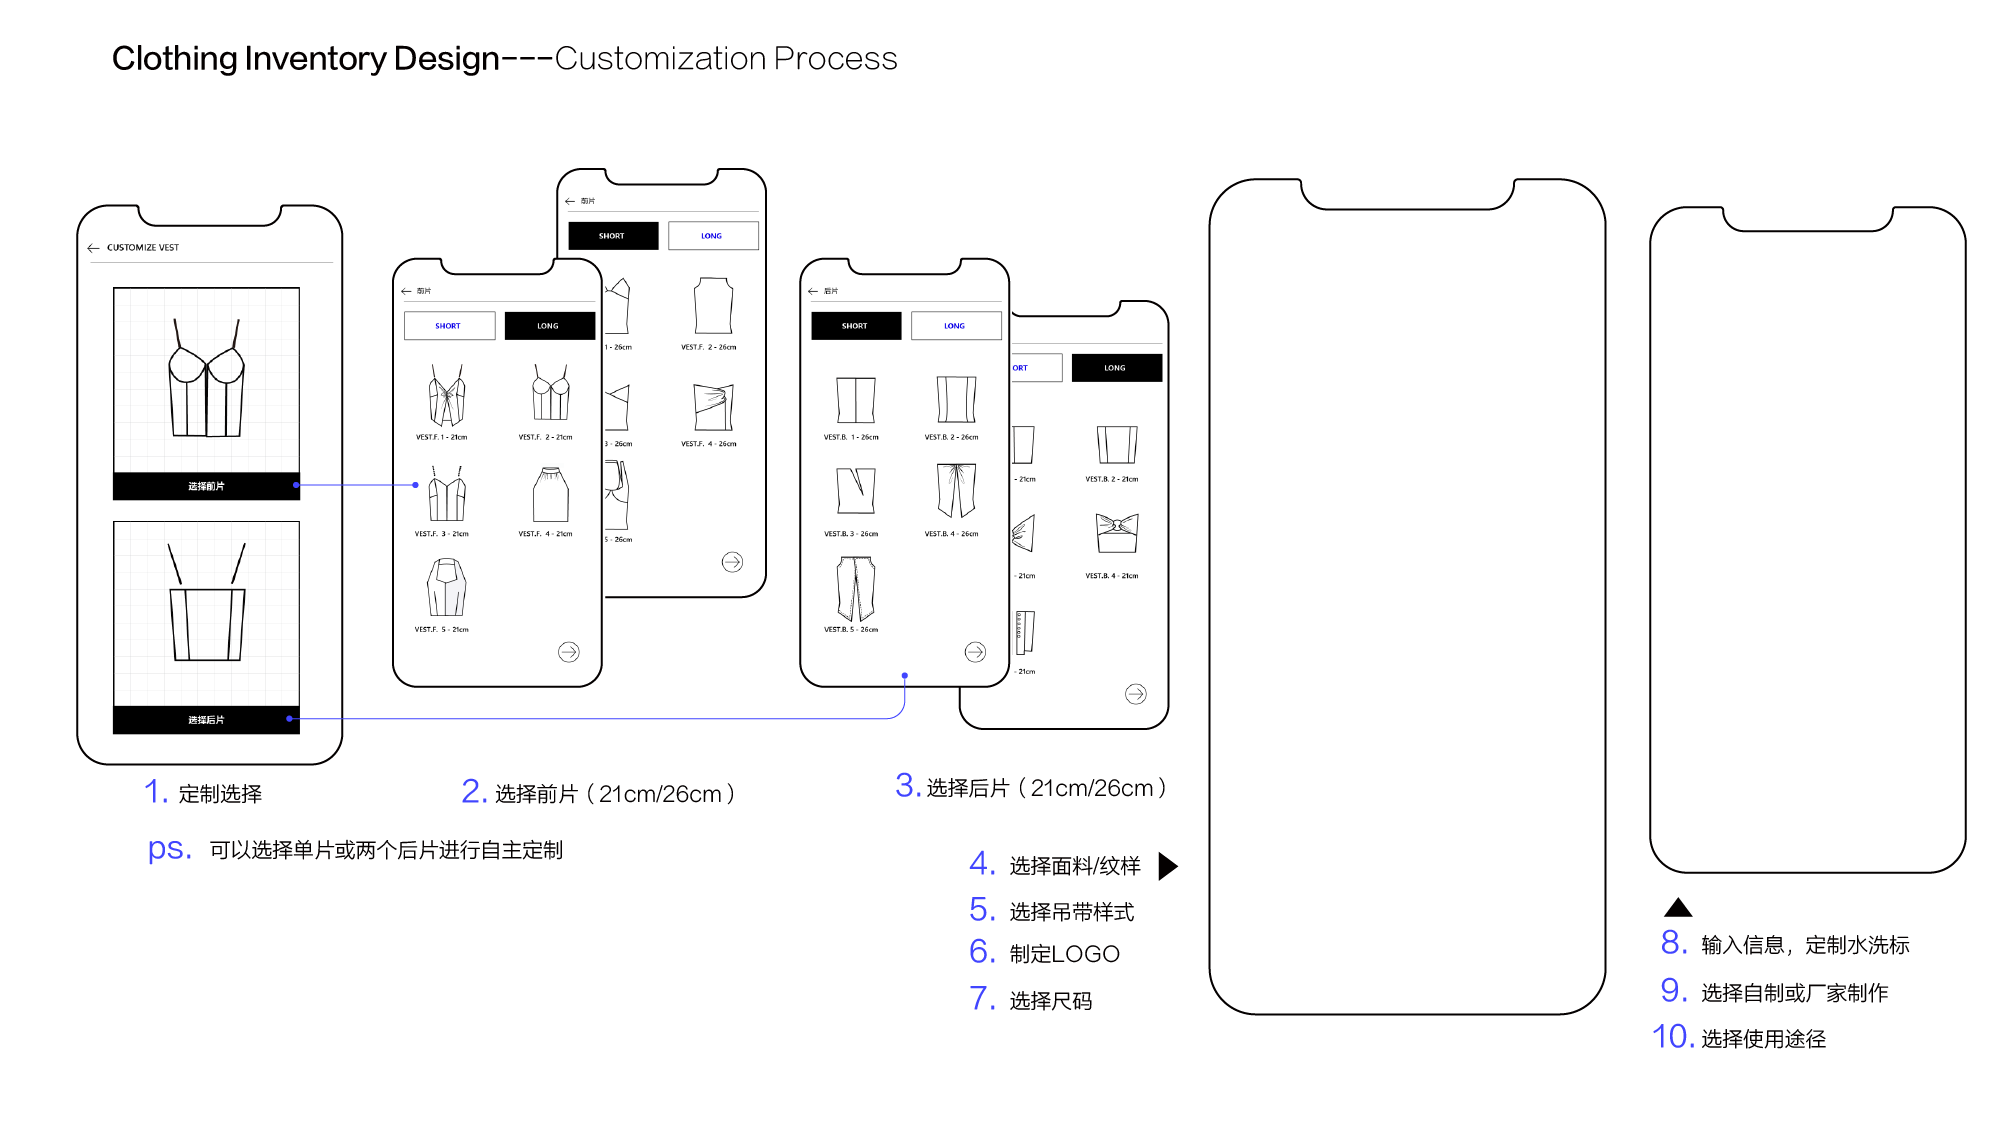 Clothing Inventory Design---Customization Process
CUSTOMIZE VEST
选择前片
选择后片
前片
SHORT
LONG
VEST.F. 1 - 21cm
VEST.F. 2 - 21cm
VEST.F. 3 - 21cm
VEST.F. 4 - 21cm
VEST.F. 5 - 21cm
前片
SHORT
LONG
1 - 26cm
VEST.F. 2 - 26cm
3 - 26cm
VEST.F. 4 - 26cm
5 - 26cm
后片
SHORT
LONG
VEST.B. 1 - 26cm
VEST.B. 2 - 26cm
VEST.B. 3 - 26cm
VEST.B. 4 - 26cm
VEST.B. 5 - 26cm
ORT
LONG
- 21cm
VEST.B. 2 - 21cm
- 21cm
VEST.B. 4 - 21cm
- 21cm
1. 定制选择
2. 选择前片（21cm/26cm）
3. 选择后片（21cm/26cm）
ps. 可以选择单片或两个后片进行自主定制
4. 选择面料/纹样
5. 选择吊带样式
6. 制定LOGO
7. 选择尺码
8. 输入信息，定制水洗标
9. 选择自制或厂家制作
10. 选择使用途径